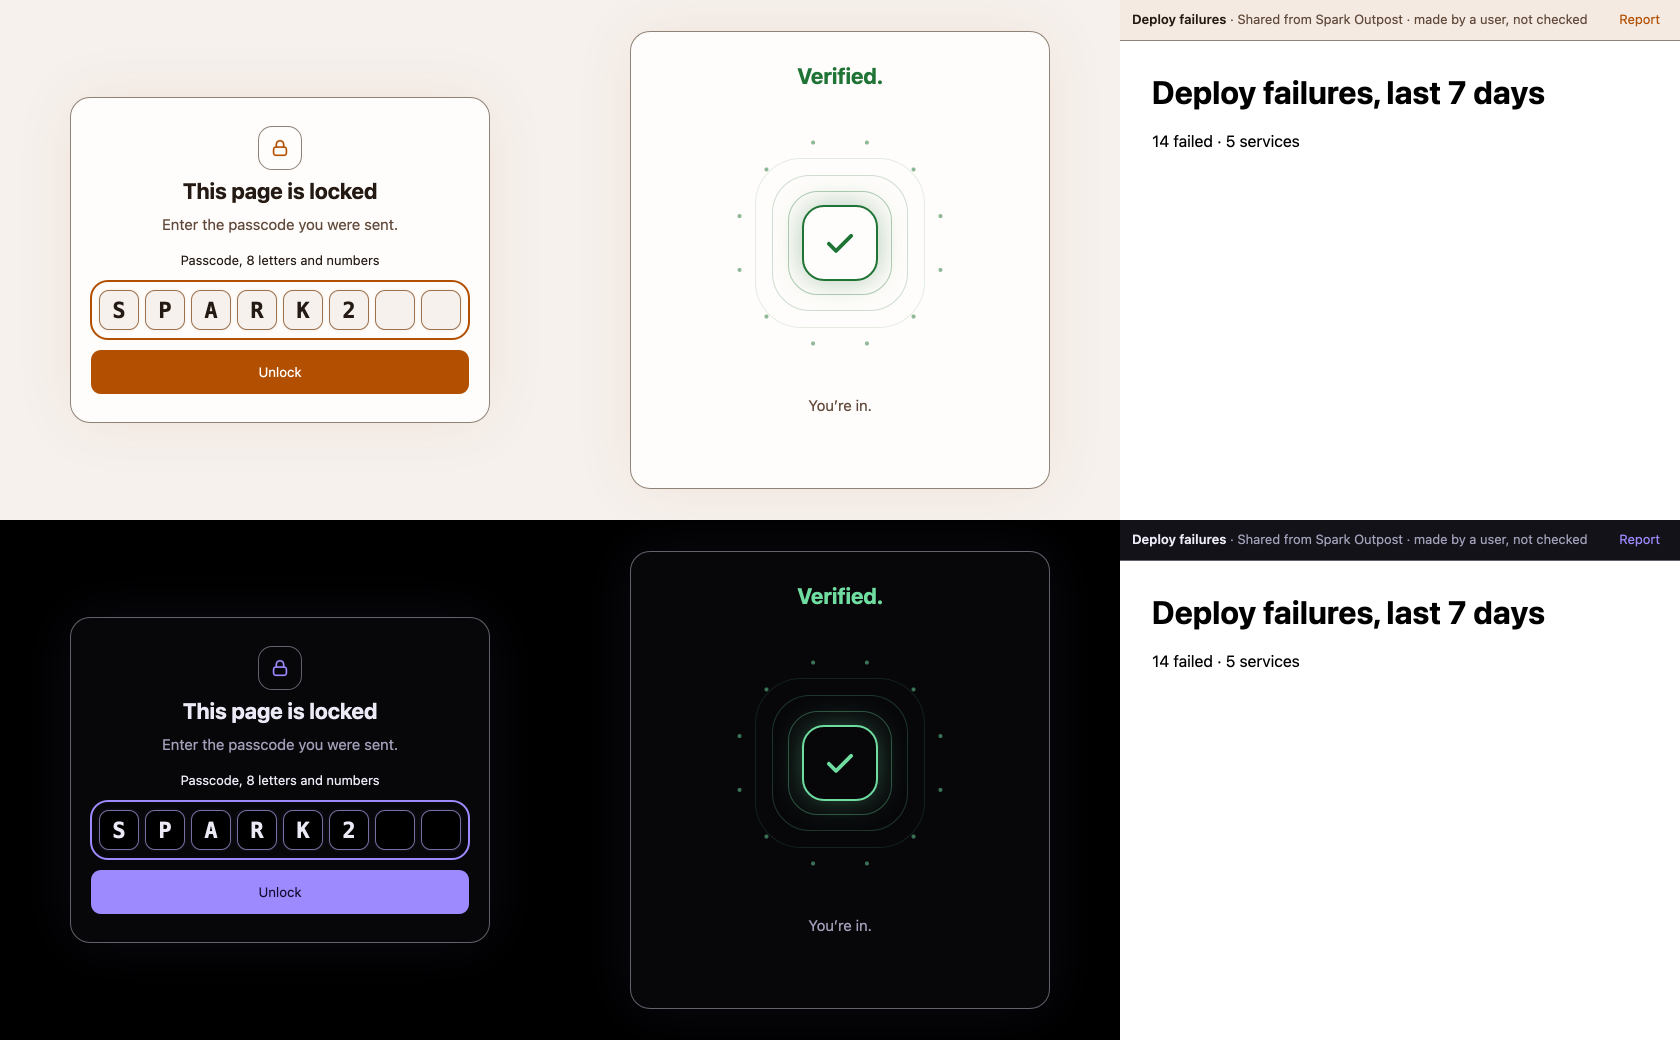 This page is locked
Enter the passcode you were sent.
Passcode, 8 letters and numbers
S P A R K 2
Unlock
Verified.
You’re in.
Deploy failures · Shared from Spark Outpost · made by a user, not checked Report
Deploy failures, last 7 days
14 failed · 5 services
This page is locked
Enter the passcode you were sent.
Passcode, 8 letters and numbers
S P A R K 2
Unlock
Verified.
You’re in.
Deploy failures · Shared from Spark Outpost · made by a user, not checked Report
Deploy failures, last 7 days
14 failed · 5 services